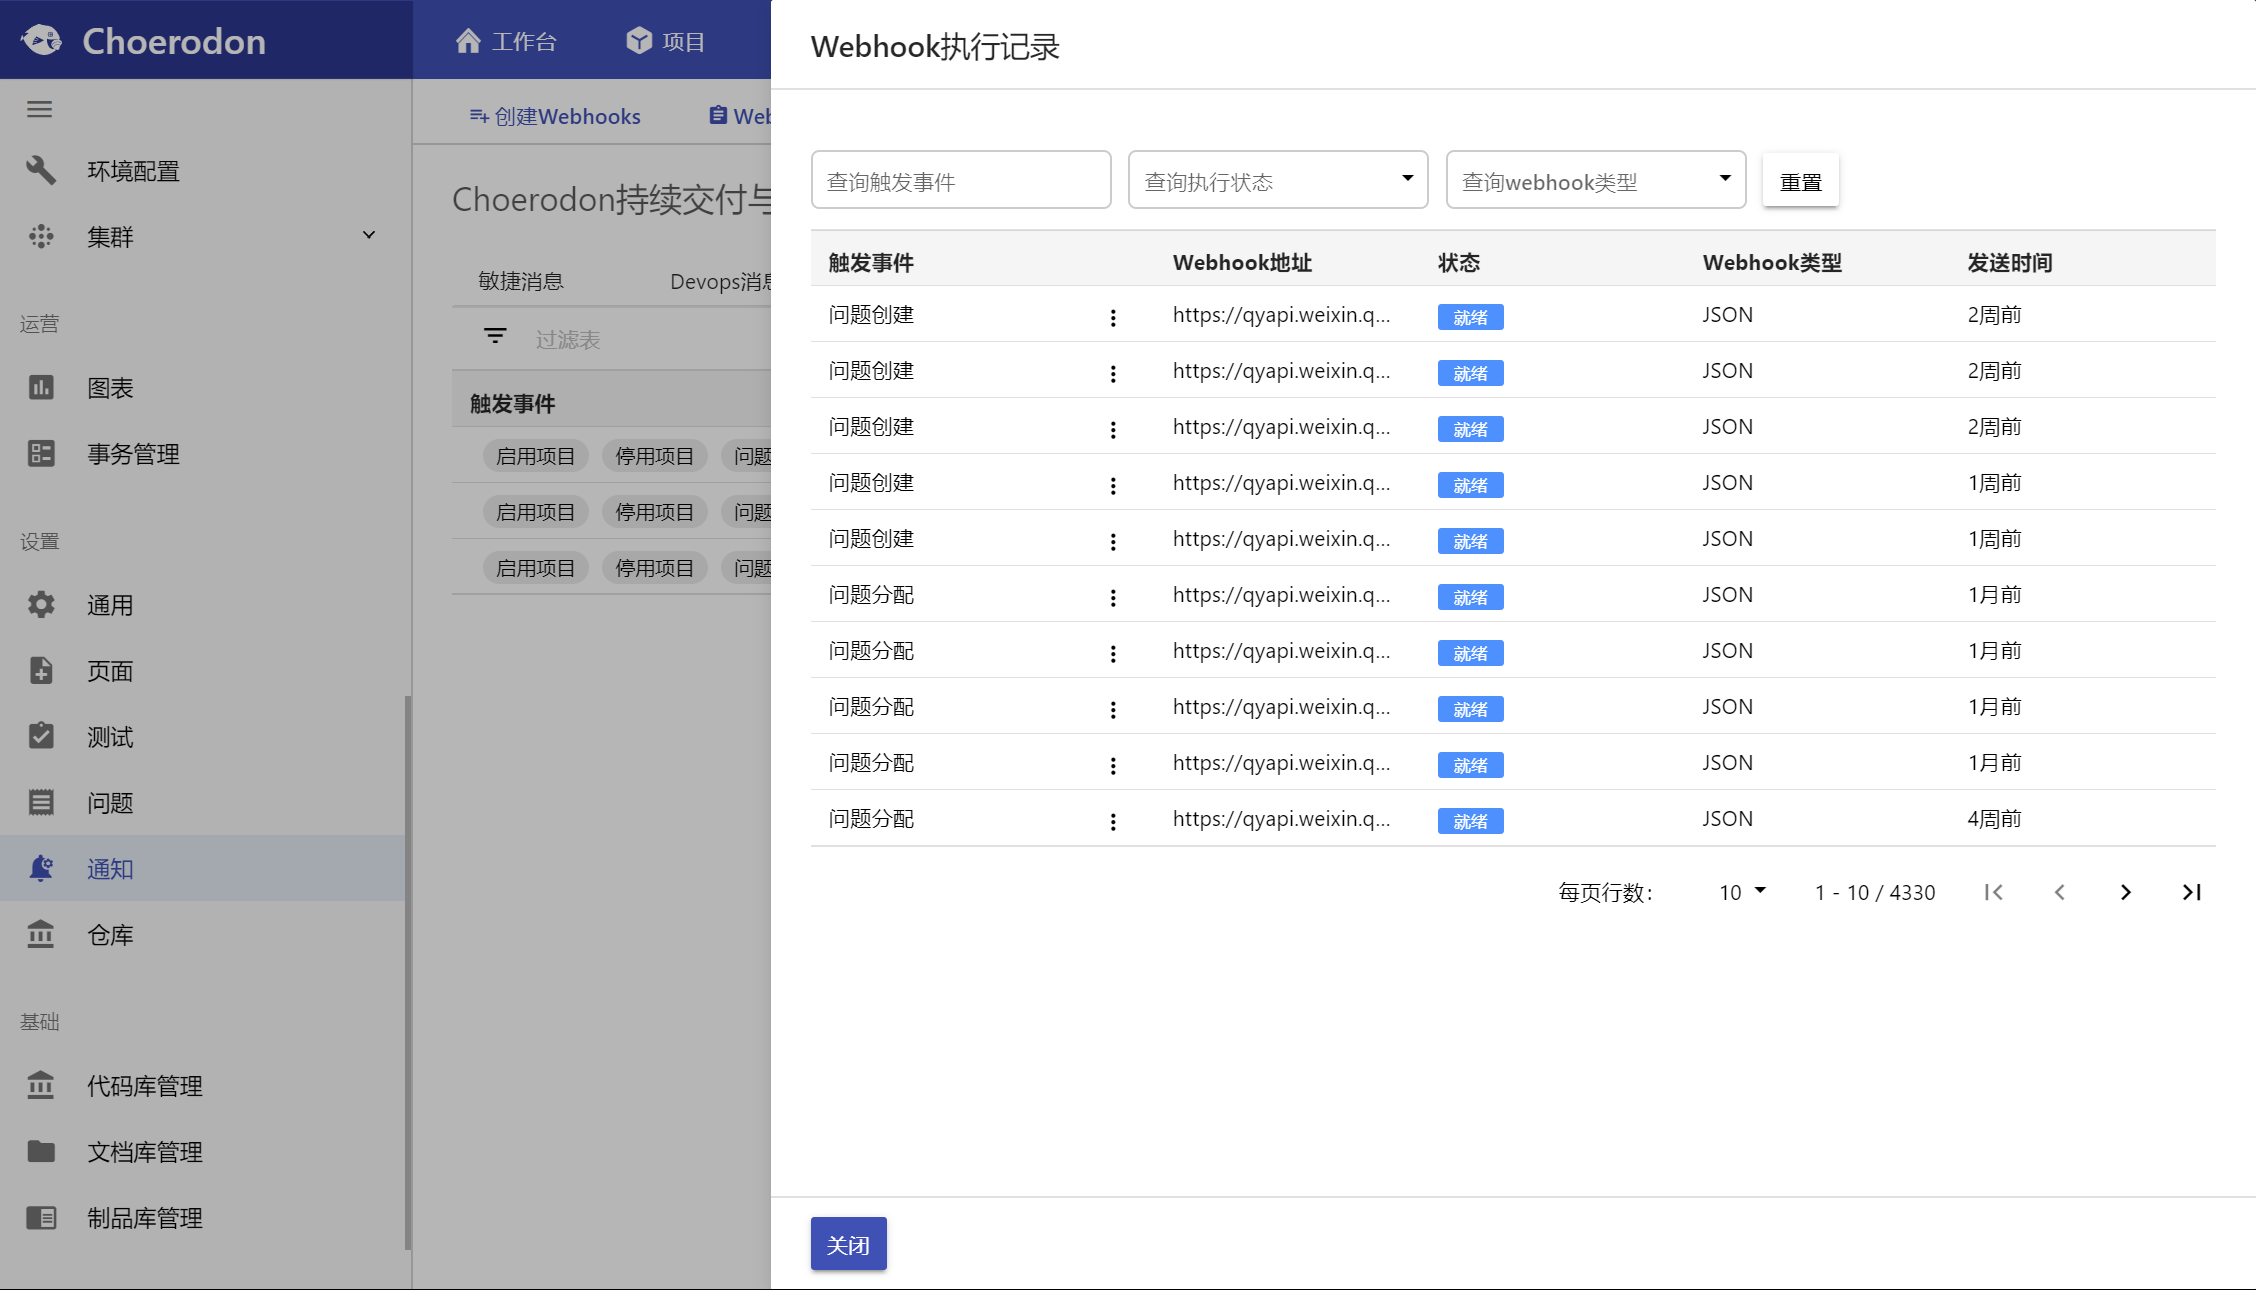 Choerodon
工作台
项目
环境配置
集群
运营
图表
事务管理
设置
通用
页面
测试
问题
通知
仓库
基础
代码库管理
文档库管理
制品库管理
创建Webhooks
Choerodon持续交付与
敏捷消息
过滤表
触发事件
启用项目 停用项目 问题
启用项目 停用项目 问题
启用项目 停用项目 问题
Webhook执行记录
查询触发事件 查询执行状态 查询webhook类型 重置
触发事件 Webhook地址 状态 Webhook类型 发送时间
问题创建 https://qyapi.weixin.q... 就绪 JSON 2周前
问题创建 https://qyapi.weixin.q... 就绪 JSON 2周前
问题创建 https://qyapi.weixin.q... 就绪 JSON 2周前
问题创建 https://qyapi.weixin.q... 就绪 JSON 1周前
问题创建 https://qyapi.weixin.q... 就绪 JSON 1周前
问题分配 https://qyapi.weixin.q... 就绪 JSON 1月前
问题分配 https://qyapi.weixin.q... 就绪 JSON 1月前
问题分配 https://qyapi.weixin.q... 就绪 JSON 1月前
问题分配 https://qyapi.weixin.q... 就绪 JSON 1月前
问题分配 https://qyapi.weixin.q... 就绪 JSON 4周前
每页行数： 10 1 - 10 / 4330
关闭